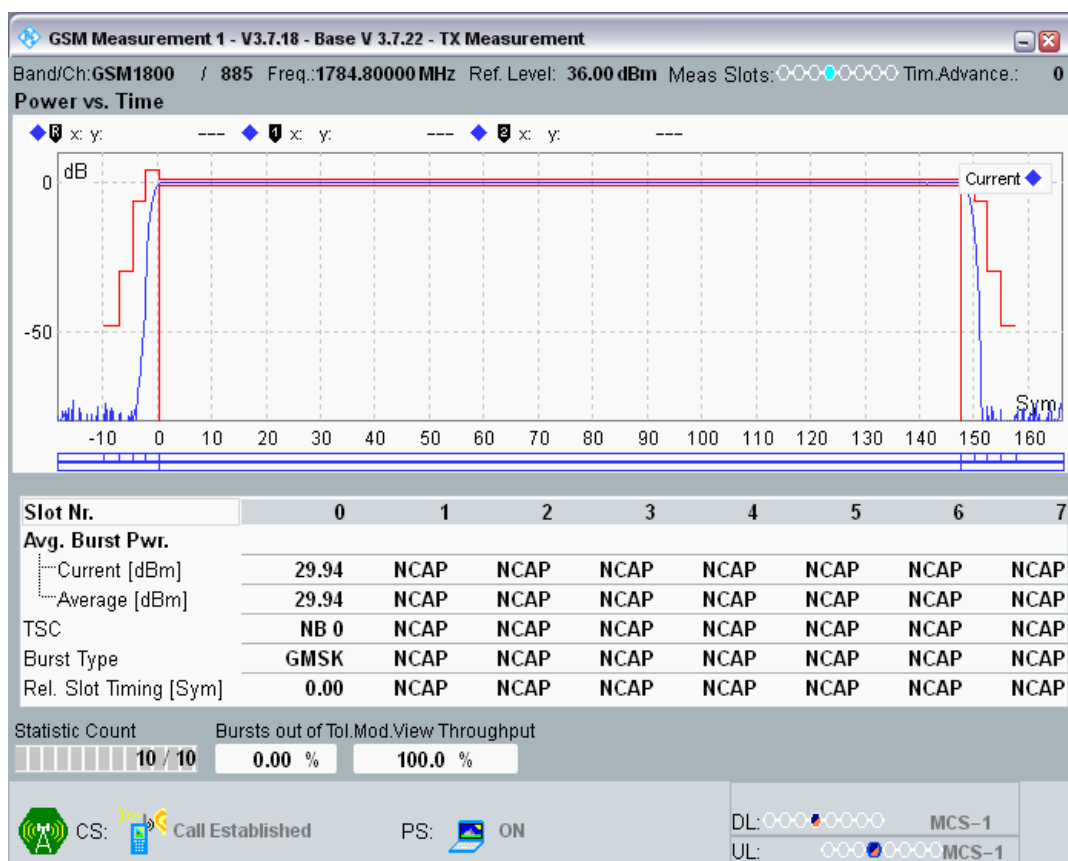 GSM Measurement 1 - V3.7.18 - Base V 3.7.22 - TX Measurement
Band/Ch:GSM1800 / 885 Freq.:1784.80000 MHz Ref. Level: 36.00 dBm Meas Slots: Tim.Advance.: 0
Power vs. Time
R x: y: --- 1 x: y: --- 2 x: y: ---
dB
Current
0
-50
Sym
-10 0 10 20 30 40 50 60 70 80 90 100 110 120 130 140 150 160
Slot Nr. 0 1 2 3 4 5 6 7
Avg. Burst Pwr.
Current [dBm] 29.94 NCAP NCAP NCAP NCAP NCAP NCAP NCAP
Average [dBm] 29.94 NCAP NCAP NCAP NCAP NCAP NCAP NCAP
TSC NB 0 NCAP NCAP NCAP NCAP NCAP NCAP NCAP
Burst Type GMSK NCAP NCAP NCAP NCAP NCAP NCAP NCAP
Rel. Slot Timing [Sym] 0.00 NCAP NCAP NCAP NCAP NCAP NCAP NCAP
Statistic Count Bursts out of Tol. Mod.View Throughput
10 / 10 0.00 % 100.0 %
CS: Call Established PS: ON
DL: MCS-1
UL: MCS-1